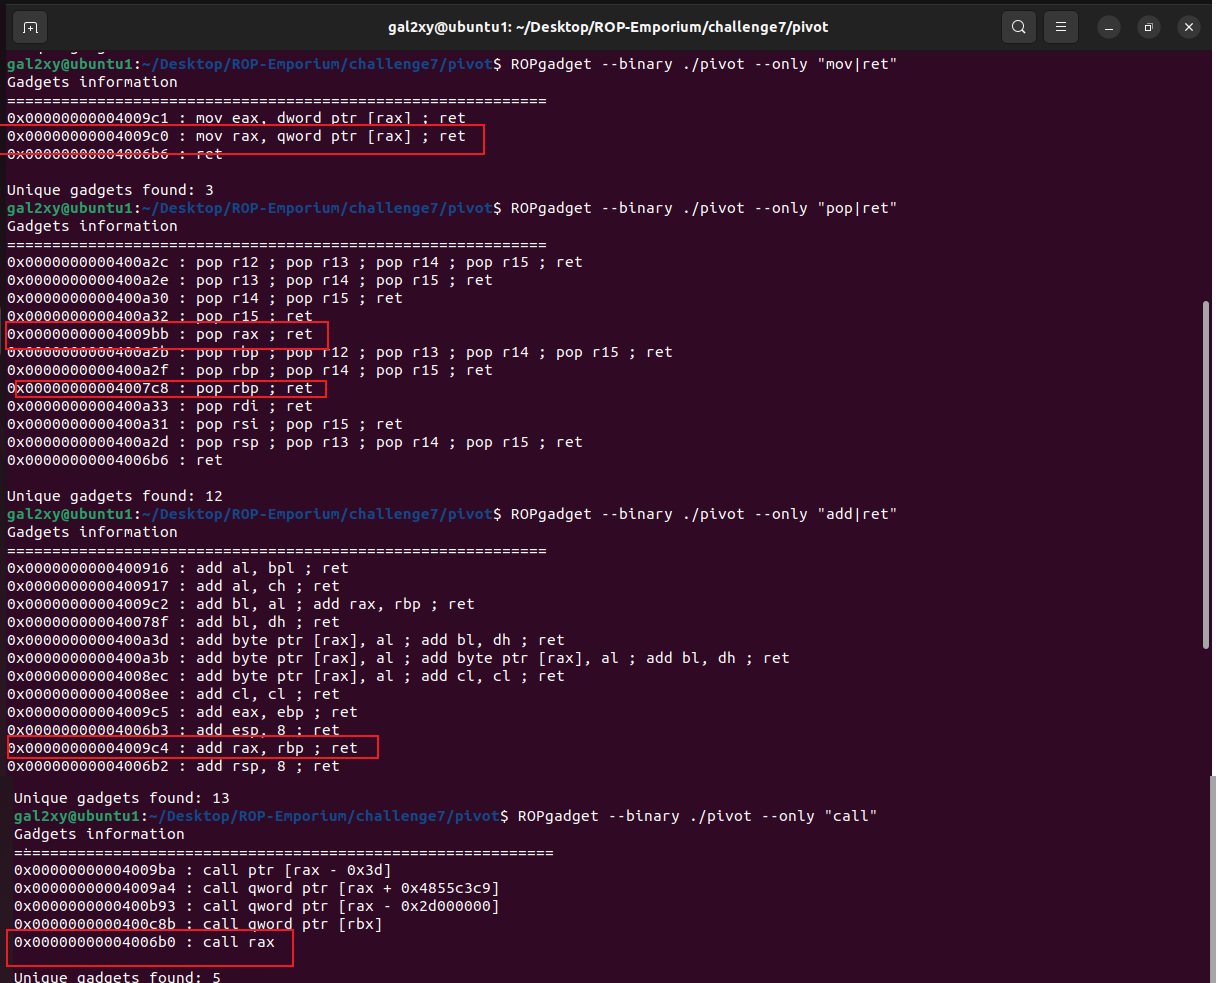 gal2xy@ubuntu1: ~/Desktop/ROP-Emporium/challenge7/pivot
gal2xy@ubuntu1:~/Desktop/ROP-Emporium/challenge7/pivot$ ROPgadget --binary ./pivot --only "mov|ret"
Gadgets information
============================================================
0x00000000004009c1 : mov eax, dword ptr [rax] ; ret
0x00000000004009c0 : mov rax, qword ptr [rax] ; ret
0x00000000004006b6 : ret
Unique gadgets found: 3
gal2xy@ubuntu1:~/Desktop/ROP-Emporium/challenge7/pivot$ ROPgadget --binary ./pivot --only "pop|ret"
Gadgets information
============================================================
0x0000000000400a2c : pop r12 ; pop r13 ; pop r14 ; pop r15 ; ret
0x0000000000400a2e : pop r13 ; pop r14 ; pop r15 ; ret
0x0000000000400a30 : pop r14 ; pop r15 ; ret
0x0000000000400a32 : pop r15 ; ret
0x00000000004009bb : pop rax ; ret
0x0000000000400a2b : pop rbp ; pop r12 ; pop r13 ; pop r14 ; pop r15 ; ret
0x0000000000400a2f : pop rbp ; pop r14 ; pop r15 ; ret
0x00000000004007c8 : pop rbp ; ret
0x0000000000400a33 : pop rdi ; ret
0x0000000000400a31 : pop rsi ; pop r15 ; ret
0x0000000000400a2d : pop rsp ; pop r13 ; pop r14 ; pop r15 ; ret
0x00000000004006b6 : ret
Unique gadgets found: 12
gal2xy@ubuntu1:~/Desktop/ROP-Emporium/challenge7/pivot$ ROPgadget --binary ./pivot --only "add|ret"
Gadgets information
============================================================
0x0000000000400916 : add al, bpl ; ret
0x0000000000400917 : add al, ch ; ret
0x00000000004009c2 : add bl, al ; add rax, rbp ; ret
0x000000000040078f : add bl, dh ; ret
0x0000000000400a3d : add byte ptr [rax], al ; add bl, dh ; ret
0x0000000000400a3b : add byte ptr [rax], al ; add byte ptr [rax], al ; add bl, dh ; ret
0x00000000004008ec : add byte ptr [rax], al ; add cl, cl ; ret
0x00000000004008ee : add cl, cl ; ret
0x00000000004009c5 : add eax, ebp ; ret
0x00000000004006b3 : add esp, 8 ; ret
0x00000000004009c4 : add rax, rbp ; ret
0x00000000004006b2 : add rsp, 8 ; ret
Unique gadgets found: 13
gal2xy@ubuntu1:~/Desktop/ROP-Emporium/challenge7/pivot$ ROPgadget --binary ./pivot --only "call"
Gadgets information
============================================================
0x00000000004009ba : call ptr [rax - 0x3d]
0x00000000004009a4 : call qword ptr [rax + 0x4855c3c9]
0x0000000000400b93 : call qword ptr [rax - 0x2d000000]
0x0000000000400c8b : call qword ptr [rbx]
0x00000000004006b0 : call rax
Unique gadgets found: 5